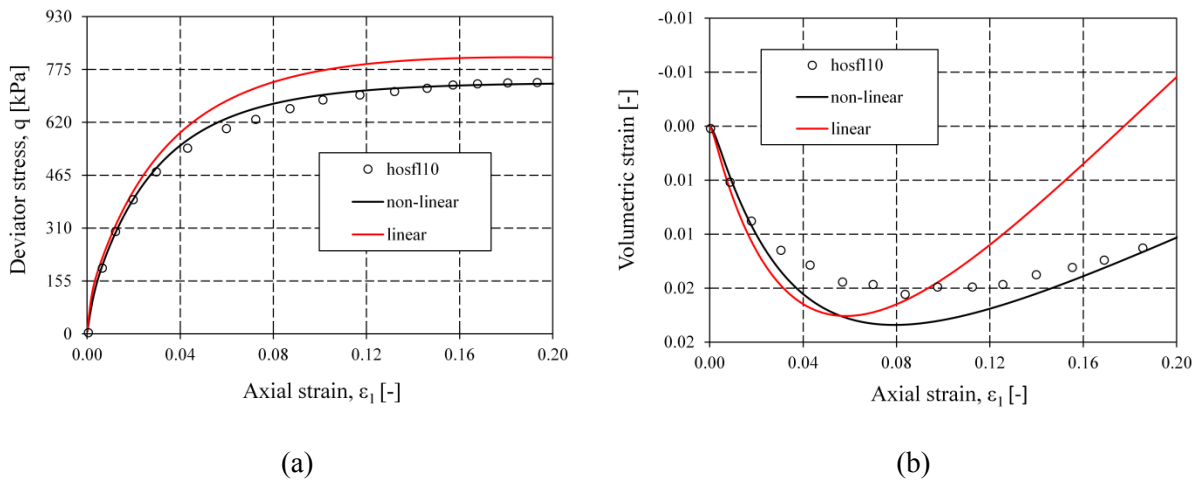 930
775
620
465
310
155
0
Deviator stress, q [kPa]
hosfl10
non-linear
linear
0.00 0.04 0.08 0.12 0.16 0.20
Axial strain, ε1 [-]
(a)
-0.01
-0.01
0.00
0.01
0.01
0.02
0.02
Volumetric strain [-]
hosfl10
non-linear
linear
0.00 0.04 0.08 0.12 0.16 0.20
Axial strain, ε1 [-]
(b)